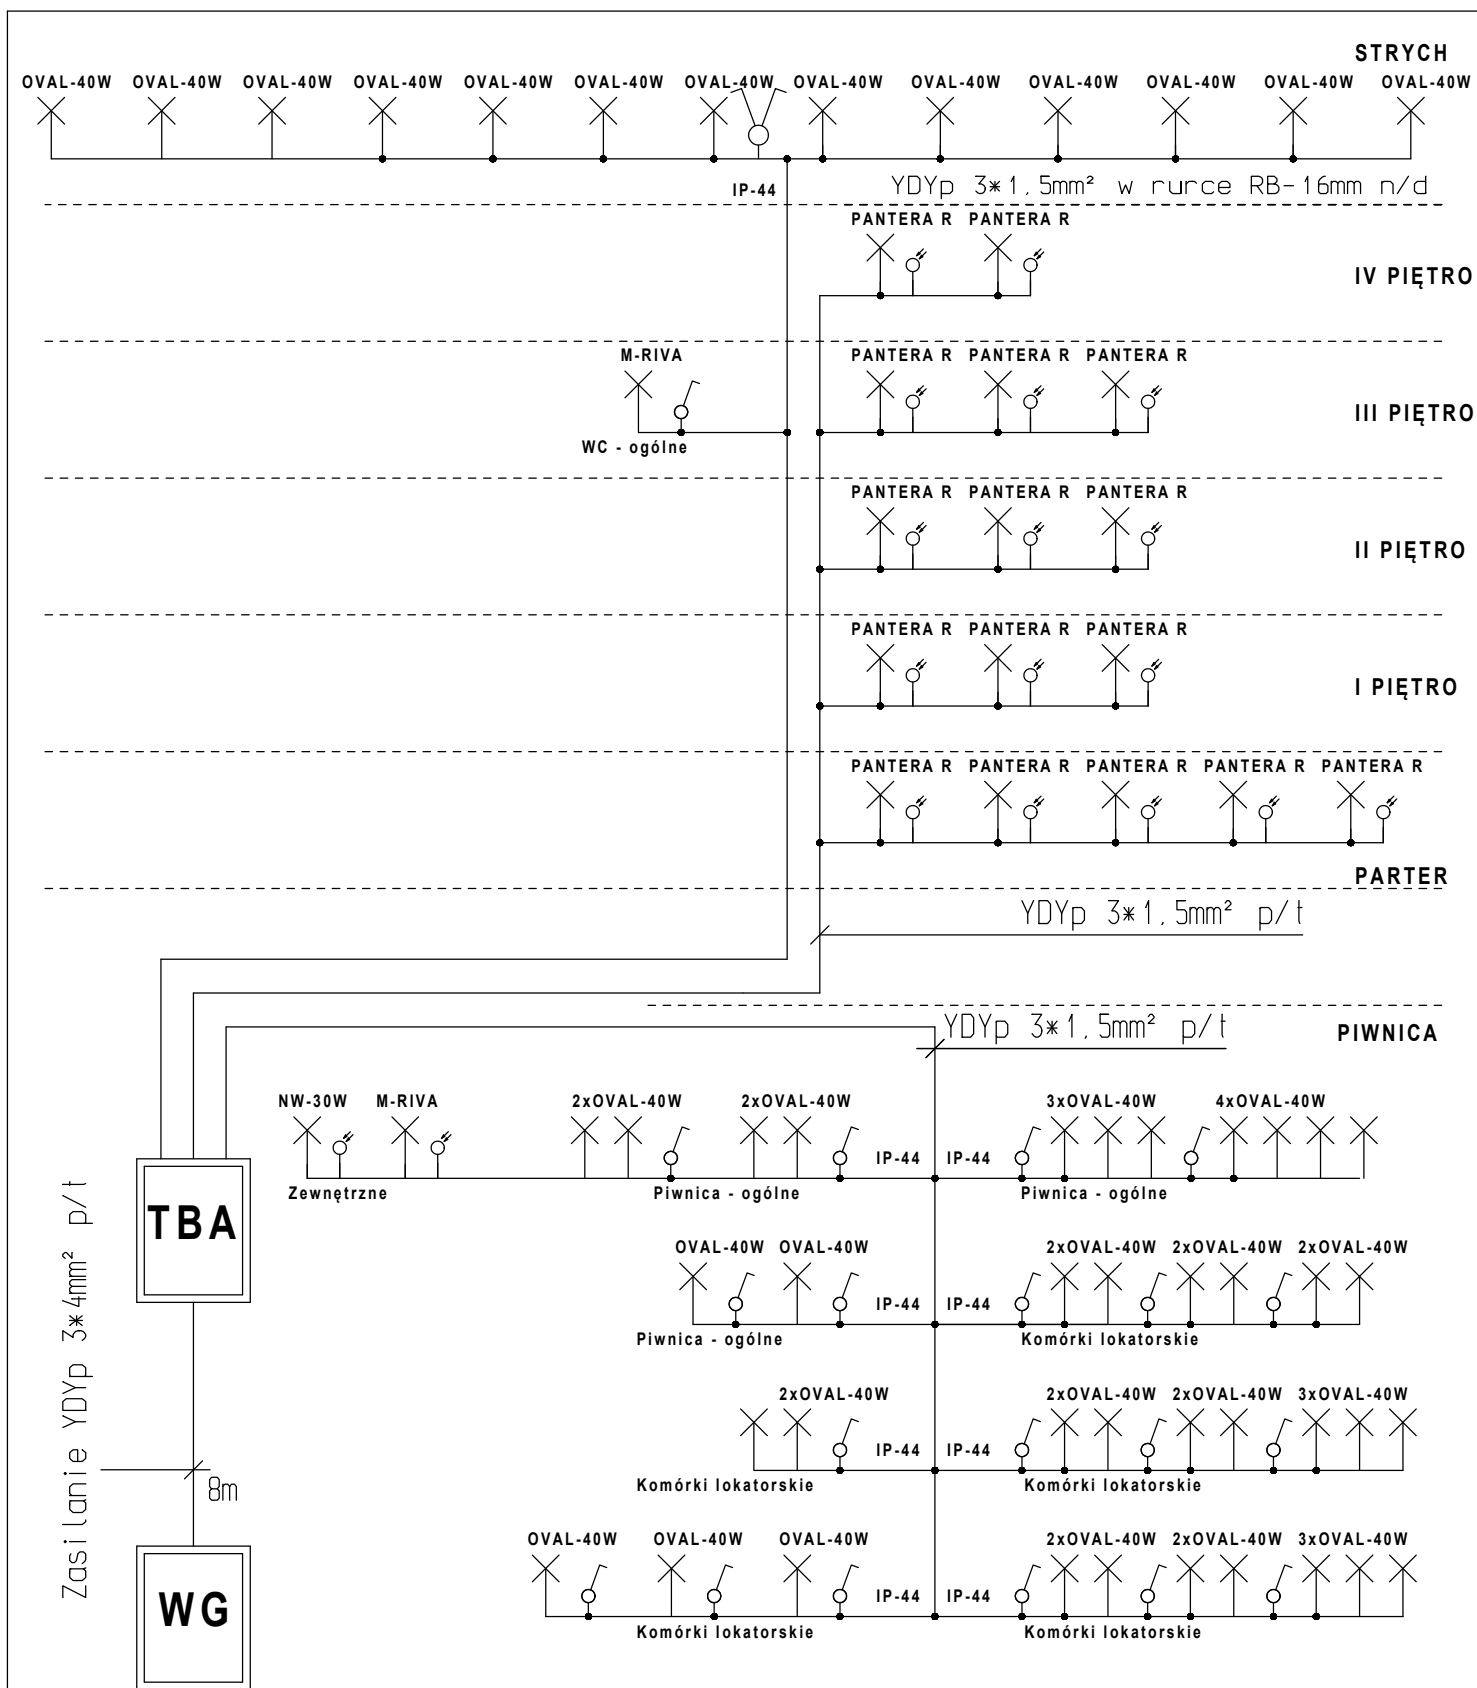 STRYCH
OVAL-40W OVAL-40W OVAL-40W OVAL-40W OVAL-40W OVAL-40W OVAL-40W OVAL-40W OVAL-40W OVAL-40W OVAL-40W OVAL-40W OVAL-40W
IP-44 YDYp 3*1,5mm² w rurce RB-16mm n/d
PANTERA R PANTERA R
IV PIĘTRO
M-RIVA PANTERA R PANTERA R PANTERA R
III PIĘTRO
WC - ogólne
PANTERA R PANTERA R PANTERA R
II PIĘTRO
PANTERA R PANTERA R PANTERA R
I PIĘTRO
PANTERA R PANTERA R PANTERA R PANTERA R PANTERA R
PARTER
YDYp 3*1,5mm² p/t
YDYp 3*1,5mm² p/t PIWNICA
NW-30W M-RIVA 2xOVAL-40W 2xOVAL-40W 3xOVAL-40W 4xOVAL-40W
IP-44 IP-44
Zewnętrzne Piwnica - ogólne Piwnica - ogólne
TBA
OVAL-40W OVAL-40W 2xOVAL-40W 2xOVAL-40W 2xOVAL-40W
IP-44 IP-44
Piwnica - ogólne Komórki lokatorskie
2xOVAL-40W 2xOVAL-40W 2xOVAL-40W 3xOVAL-40W
IP-44 IP-44
Komórki lokatorskie Komórki lokatorskie
Zasilanie YDYp 3*4mm² p/t
8m
OVAL-40W OVAL-40W OVAL-40W 2xOVAL-40W 2xOVAL-40W 3xOVAL-40W
IP-44 IP-44
WG
Komórki lokatorskie Komórki lokatorskie